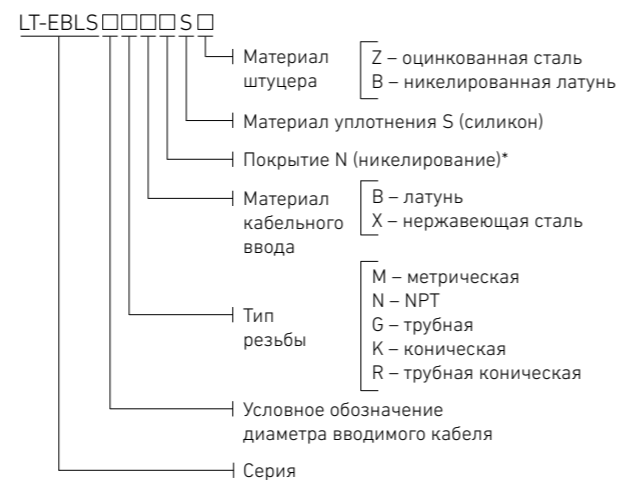 LT-EBLS□□□□S□
Материал
штуцера
Z – оцинкованная сталь
B – никелированная латунь
Материал уплотнения S (силикон)
Покрытие N (никелирование)*
Материал
кабельного
ввода
B – латунь
X – нержавеющая сталь
Тип
резьбы
M – метрическая
N – NPT
G – трубная
K – коническая
R – трубная коническая
Условное обозначение
диаметра вводимого кабеля
Серия